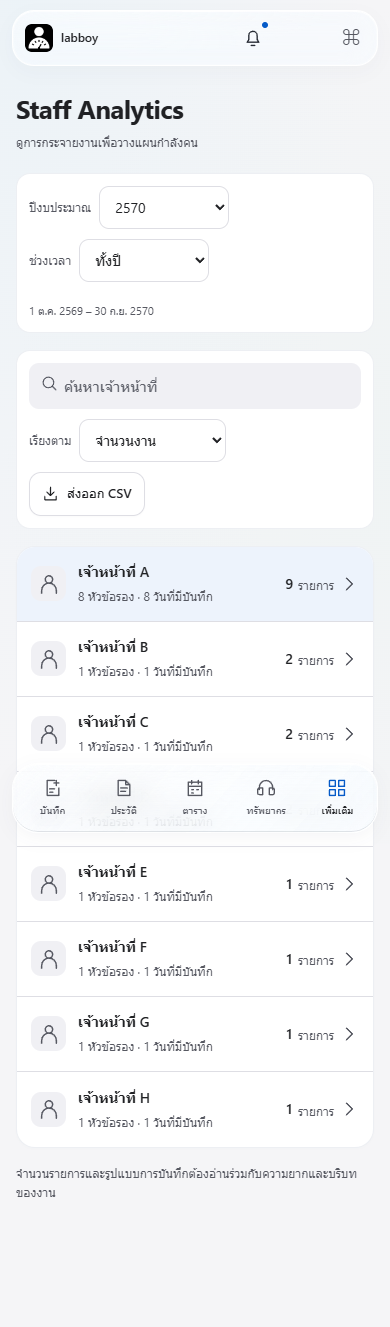 labboy
Staff Analytics
ดูการกระจายงานเพื่อวางแผนกำลังคน
ปีงบประมาณ 2570
ช่วงเวลา ทั้งปี
1 ต.ค. 2569 – 30 ก.ย. 2570
ค้นหาเจ้าหน้าที่
เรียงตาม จำนวนงาน
ส่งออก CSV
เจ้าหน้าที่ A
8 หัวข้อรอง · 8 วันที่มีบันทึก
9 รายการ
เจ้าหน้าที่ B
1 หัวข้อรอง · 1 วันที่มีบันทึก
2 รายการ
เจ้าหน้าที่ C
1 หัวข้อรอง · 1 วันที่มีบันทึก
2 รายการ
บันทึก ประวัติ ตาราง ทรัพยากร เพิ่มเติม
1 หัวข้อรอง · 1 วันที่มีบันทึก
เจ้าหน้าที่ E
1 หัวข้อรอง · 1 วันที่มีบันทึก
1 รายการ
เจ้าหน้าที่ F
1 หัวข้อรอง · 1 วันที่มีบันทึก
1 รายการ
เจ้าหน้าที่ G
1 หัวข้อรอง · 1 วันที่มีบันทึก
1 รายการ
เจ้าหน้าที่ H
1 หัวข้อรอง · 1 วันที่มีบันทึก
1 รายการ
จำนวนรายการและรูปแบบการบันทึกต้องอ่านร่วมกับความยากและบริบท
ของงาน